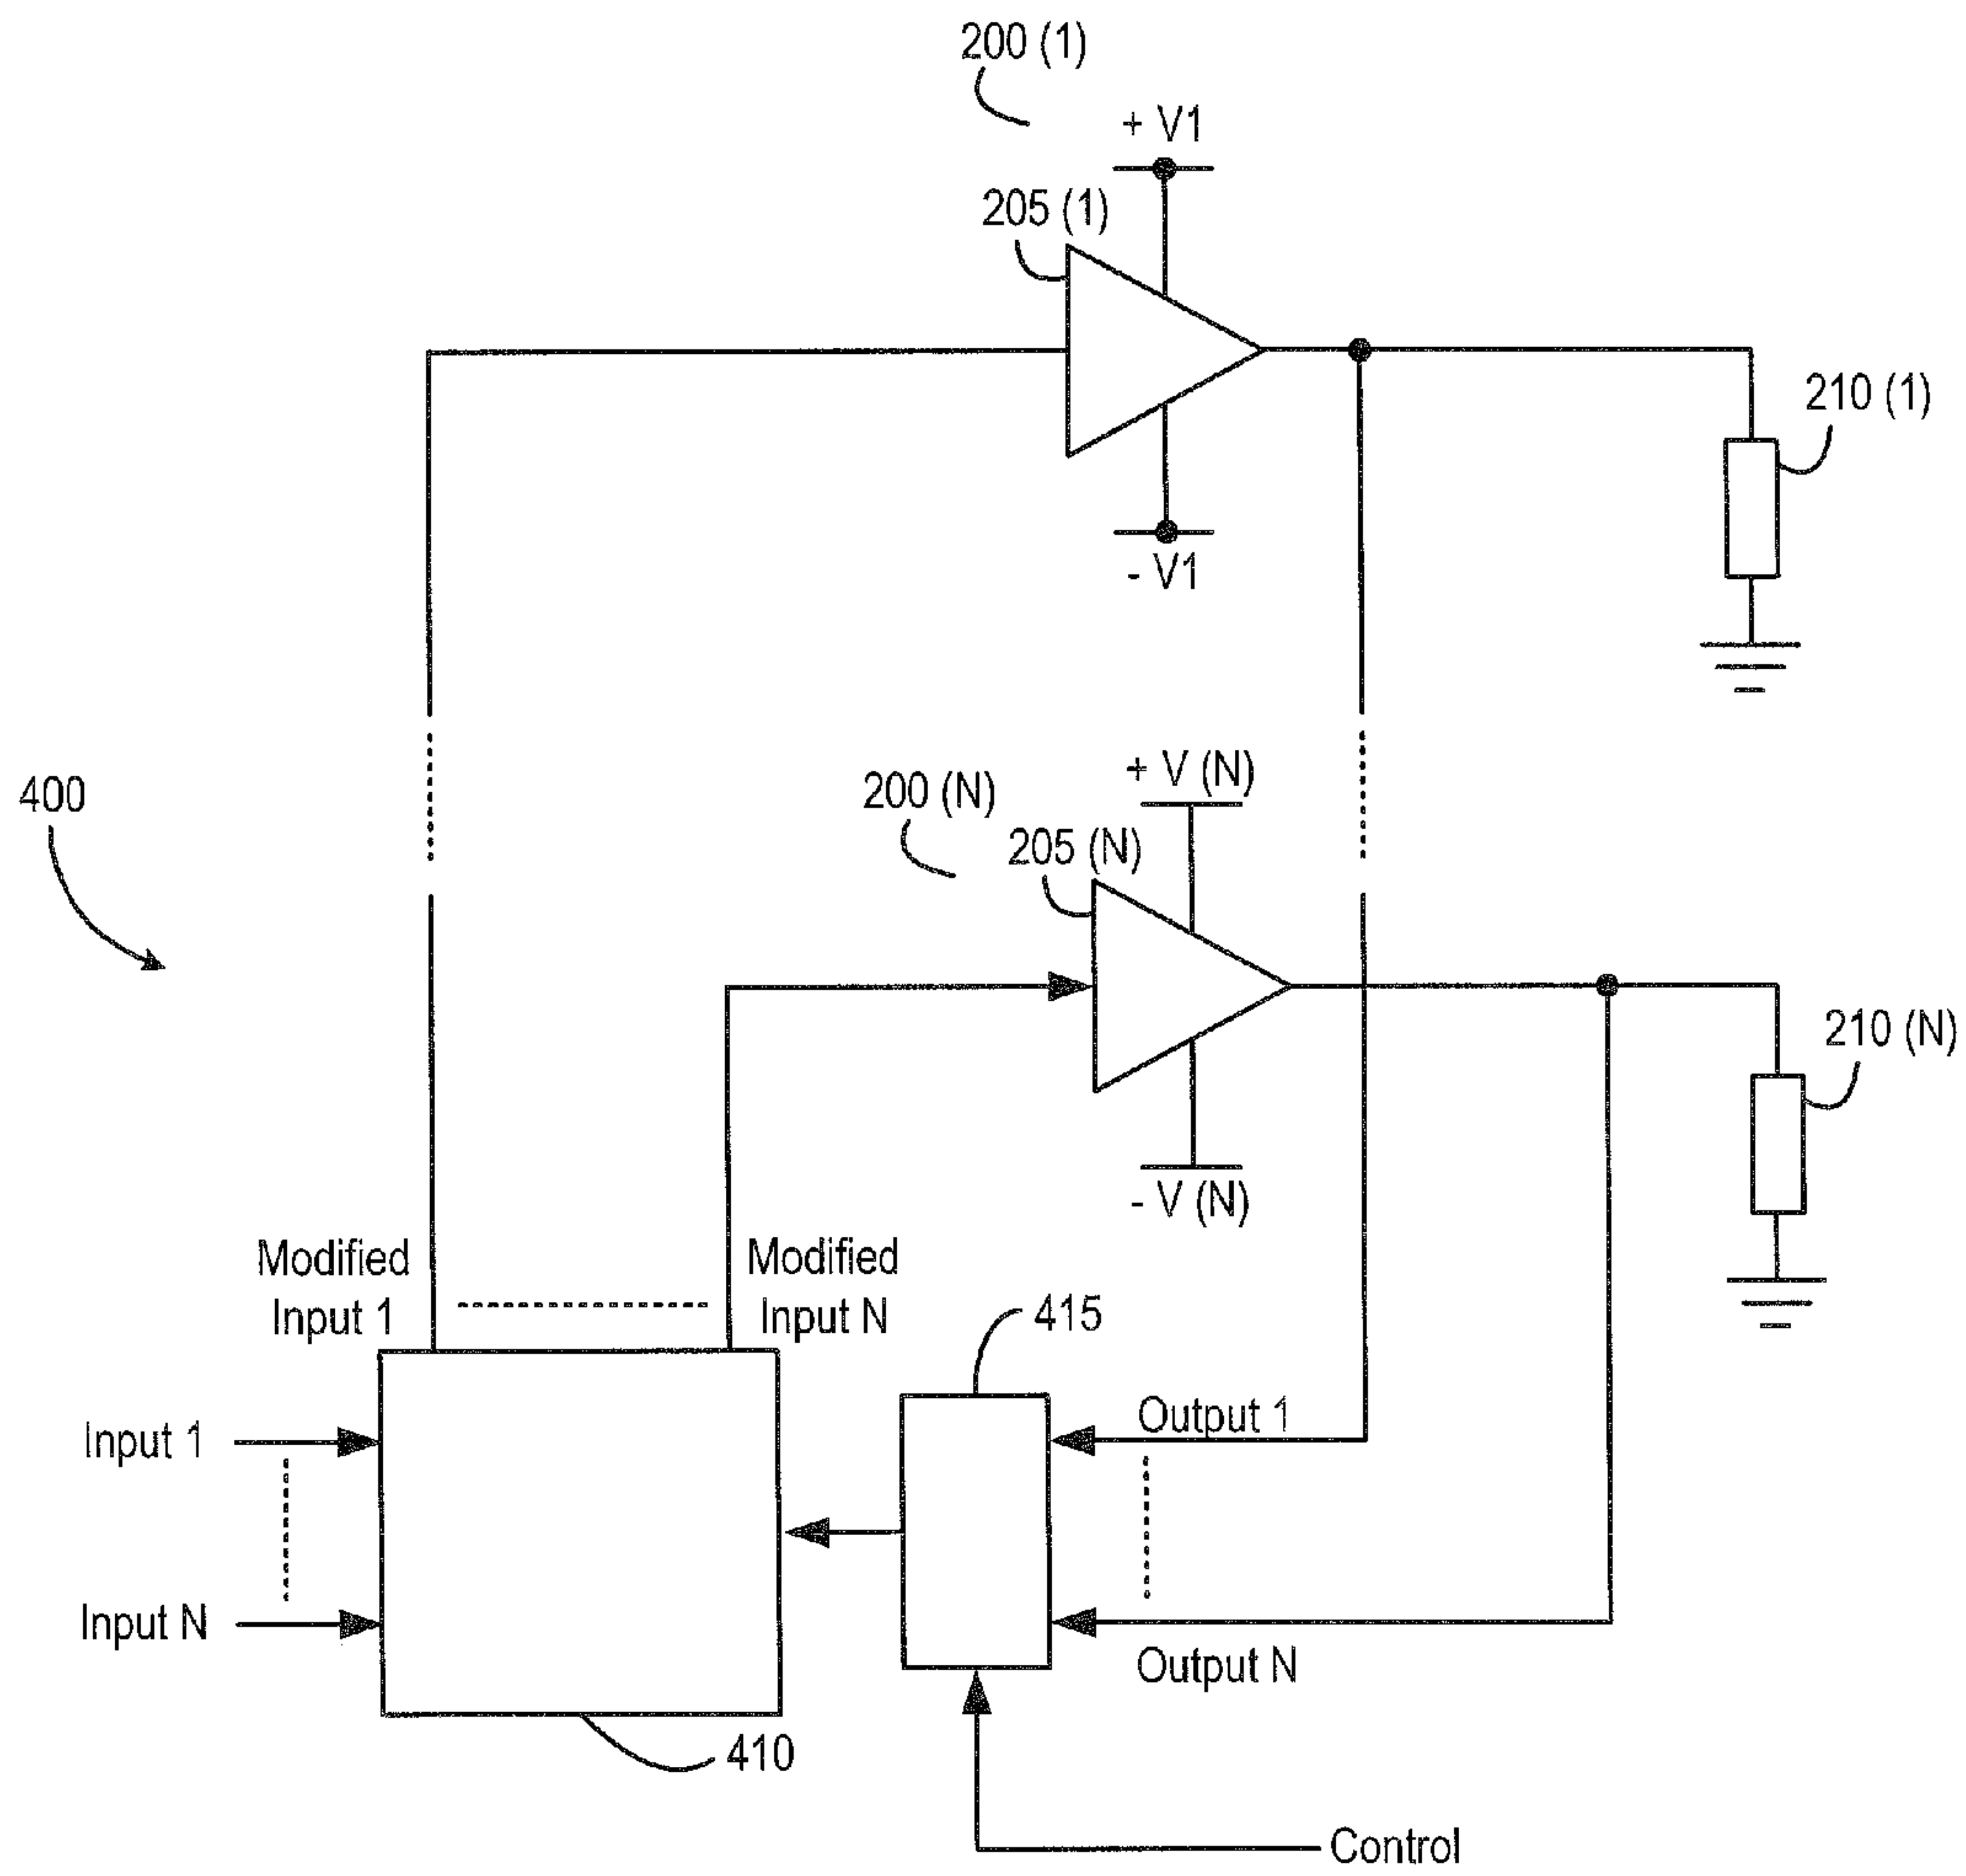 200 (1)
+ V1
205 (1)
210 (1)
- V1
+ V (N)
200 (N)
400
205 (N)
210 (N)
- V (N)
Modified
Input 1
Modified
Input N
415
Output 1
Input 1
Input N
Output N
410
Control